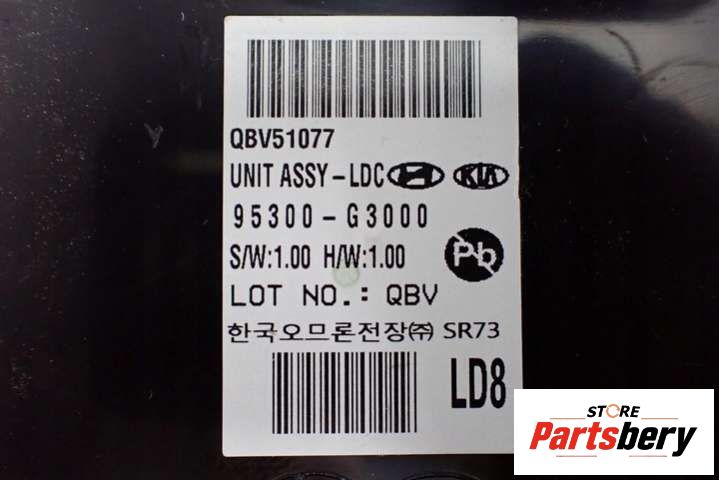 QBV51077
UNIT ASSY-LDC KIA
95300-G3000
S/W:1.00 H/W:1.00 Pb
LOT NO.: QBV
한국오므론전장㈜ SR73
LD8
STORE
Partsbery